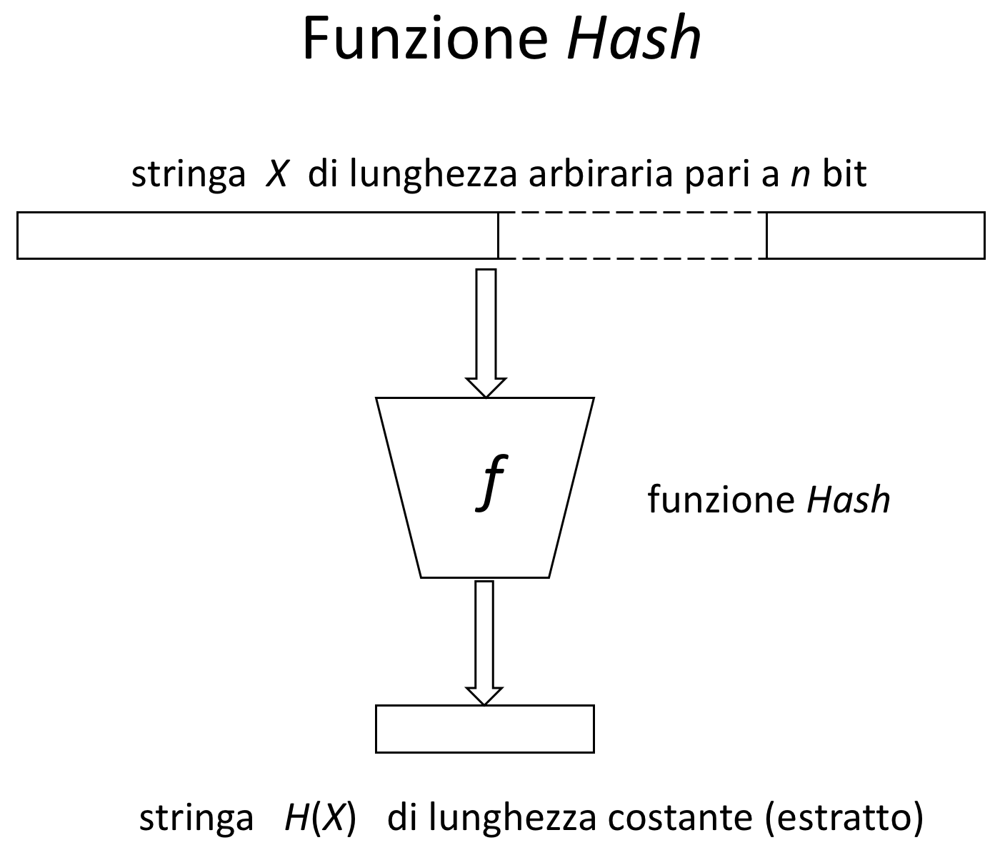 Funzione Hash
stringa X di lunghezza arbiraria pari a n bit
f
funzione Hash
stringa H(X) di lunghezza costante (estratto)